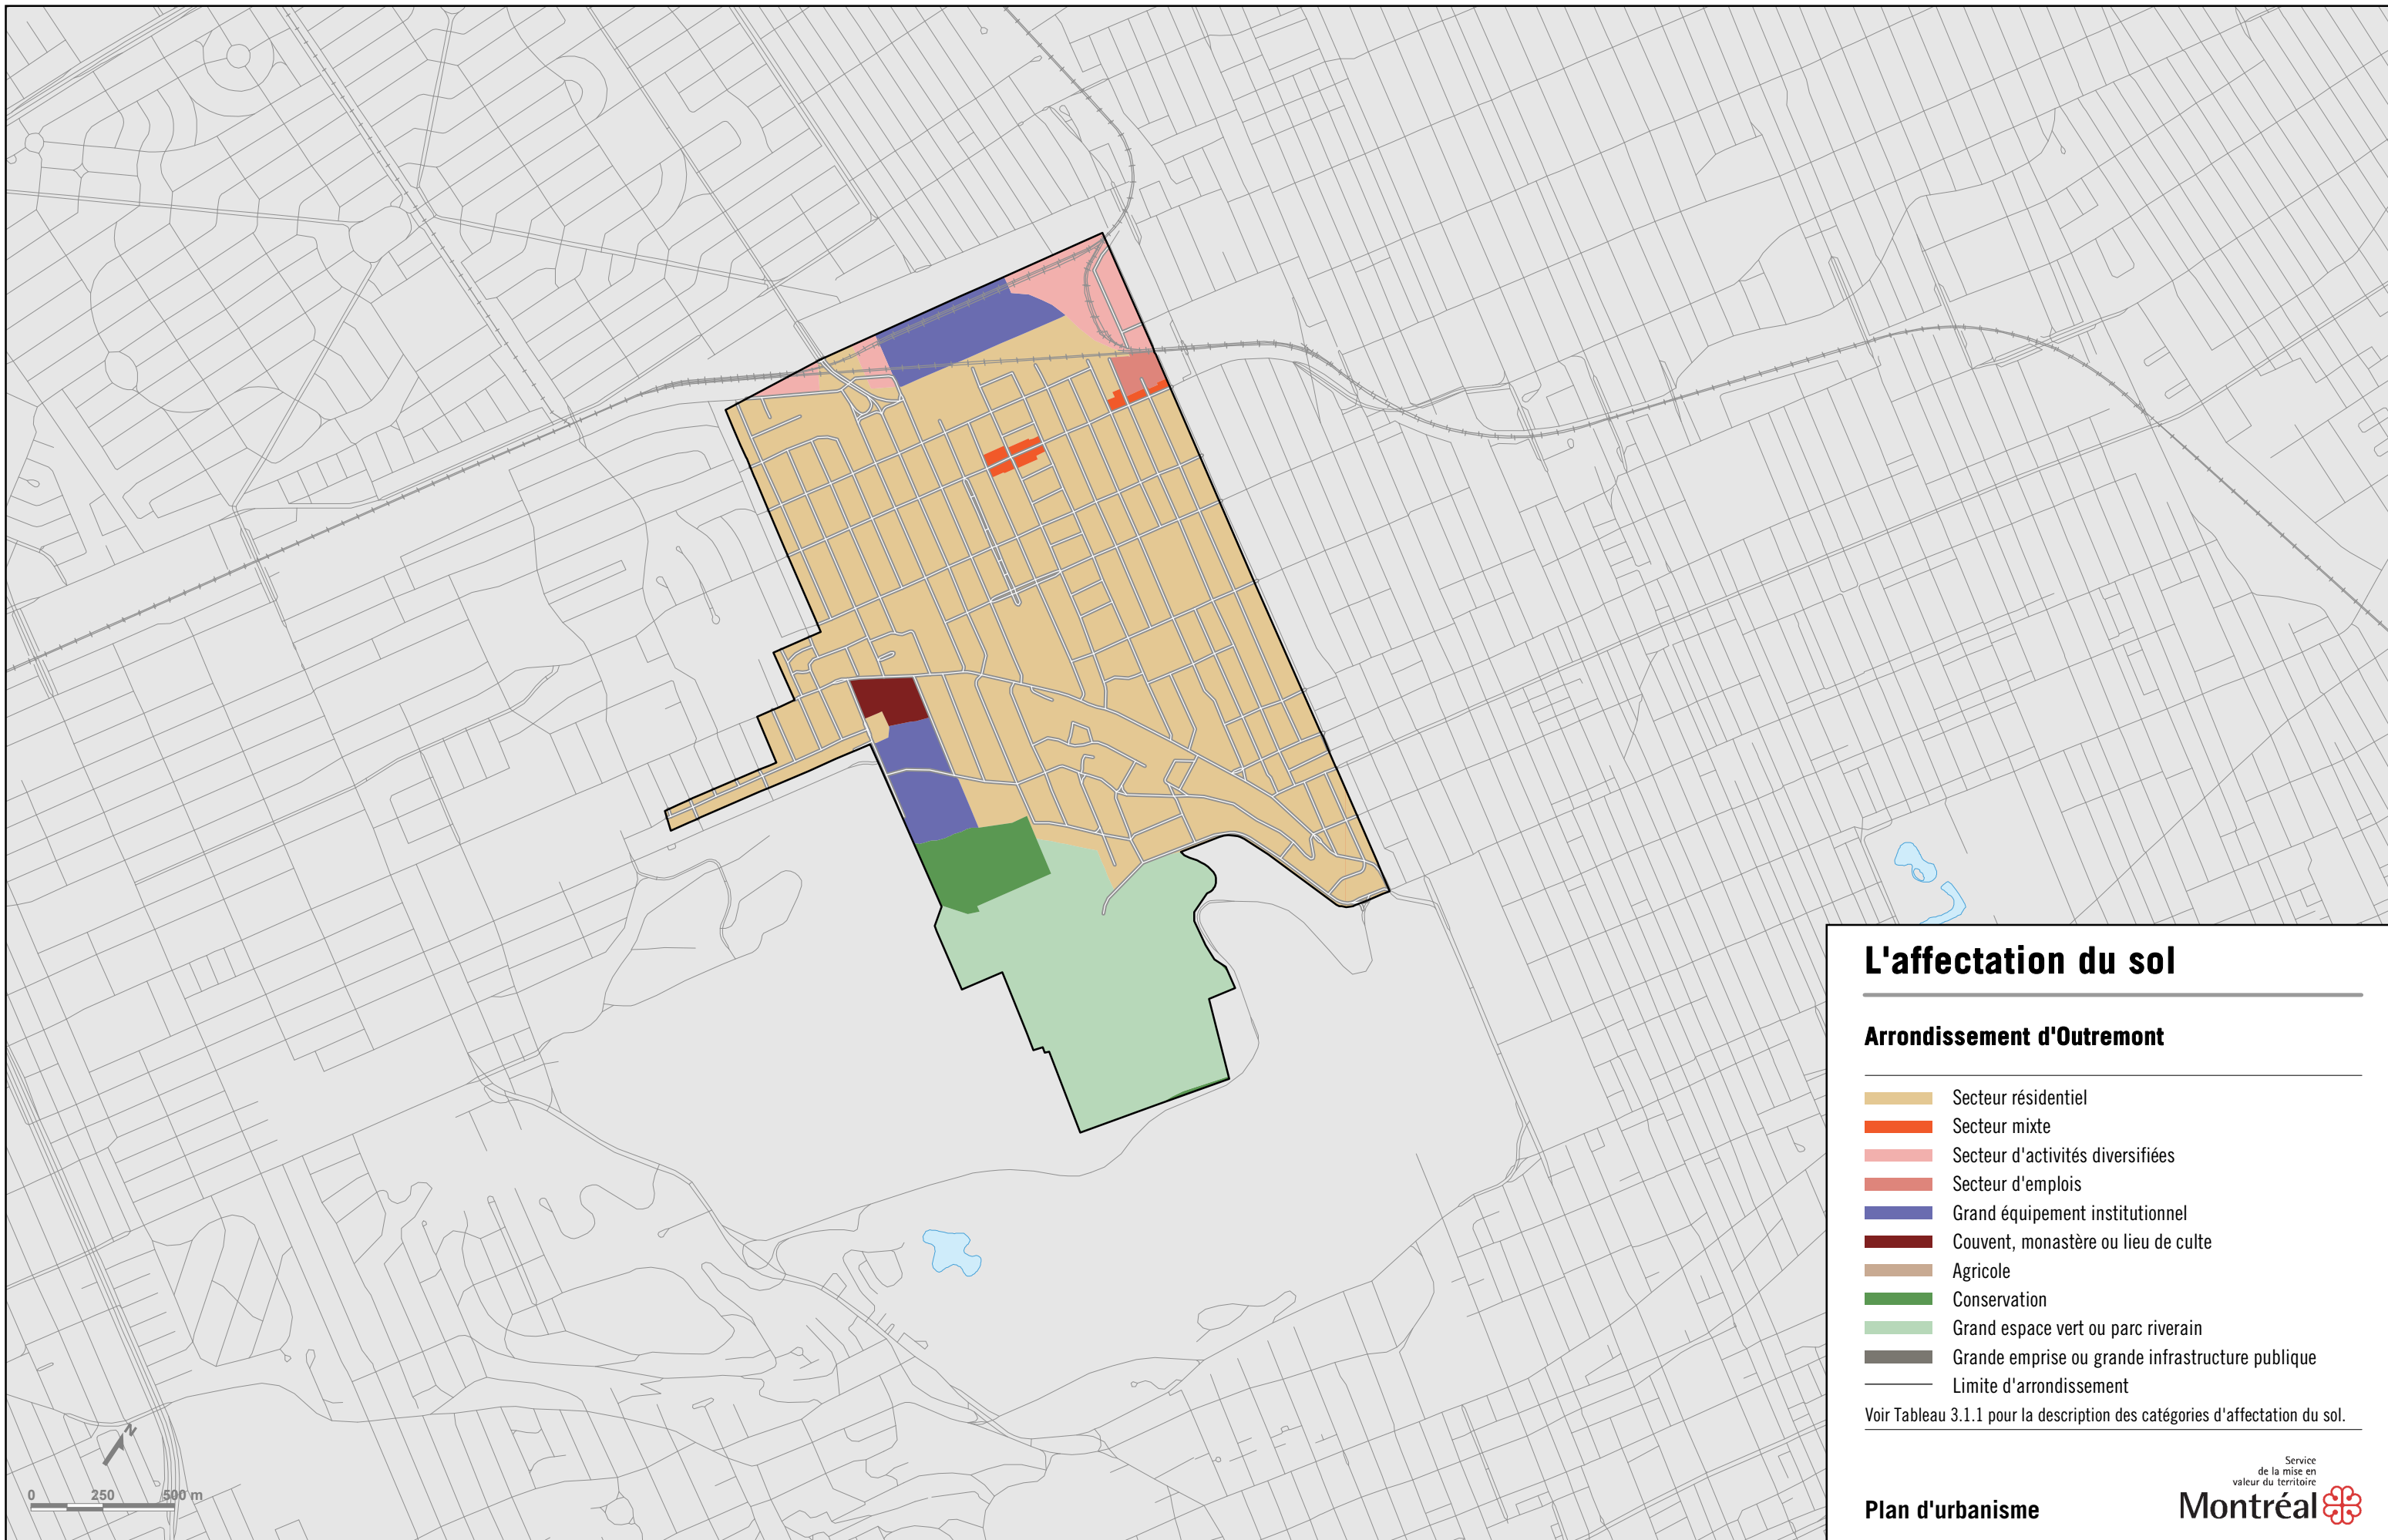 L'affectation du sol
Arrondissement d'Outremont
Secteur résidentiel
Secteur mixte
Secteur d'activités diversifiées
Secteur d'emplois
Grand équipement institutionnel
Couvent, monastère ou lieu de culte
Agricole
Conservation
Grand espace vert ou parc riverain
Grande emprise ou grande infrastructure publique
Limite d'arrondissement
Voir Tableau 3.1.1 pour la description des catégories d'affectation du sol.
Plan d'urbanisme
Service
de la mise en
valeur du territoire
Montréal
N
0 250 500 m